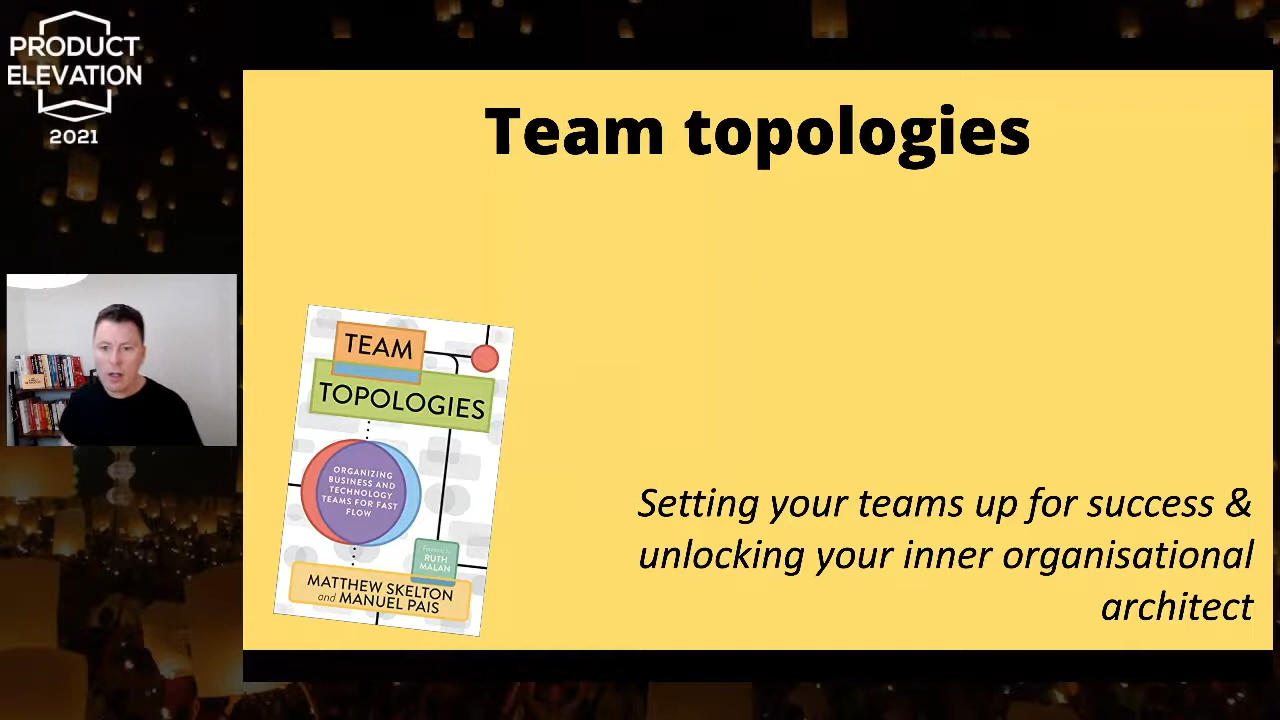 PRODUCT
ELEVATION
2021
Team topologies
TEAM
TOPOLOGIES
ORGANIZING
BUSINESS AND
TECHNOLOGY
TEAMS FOR FAST
FLOW
RUTH
MALAN
MATTHEW SKELTON
and MANUEL PAIS
Setting your teams up for success &
unlocking your inner organisational
architect